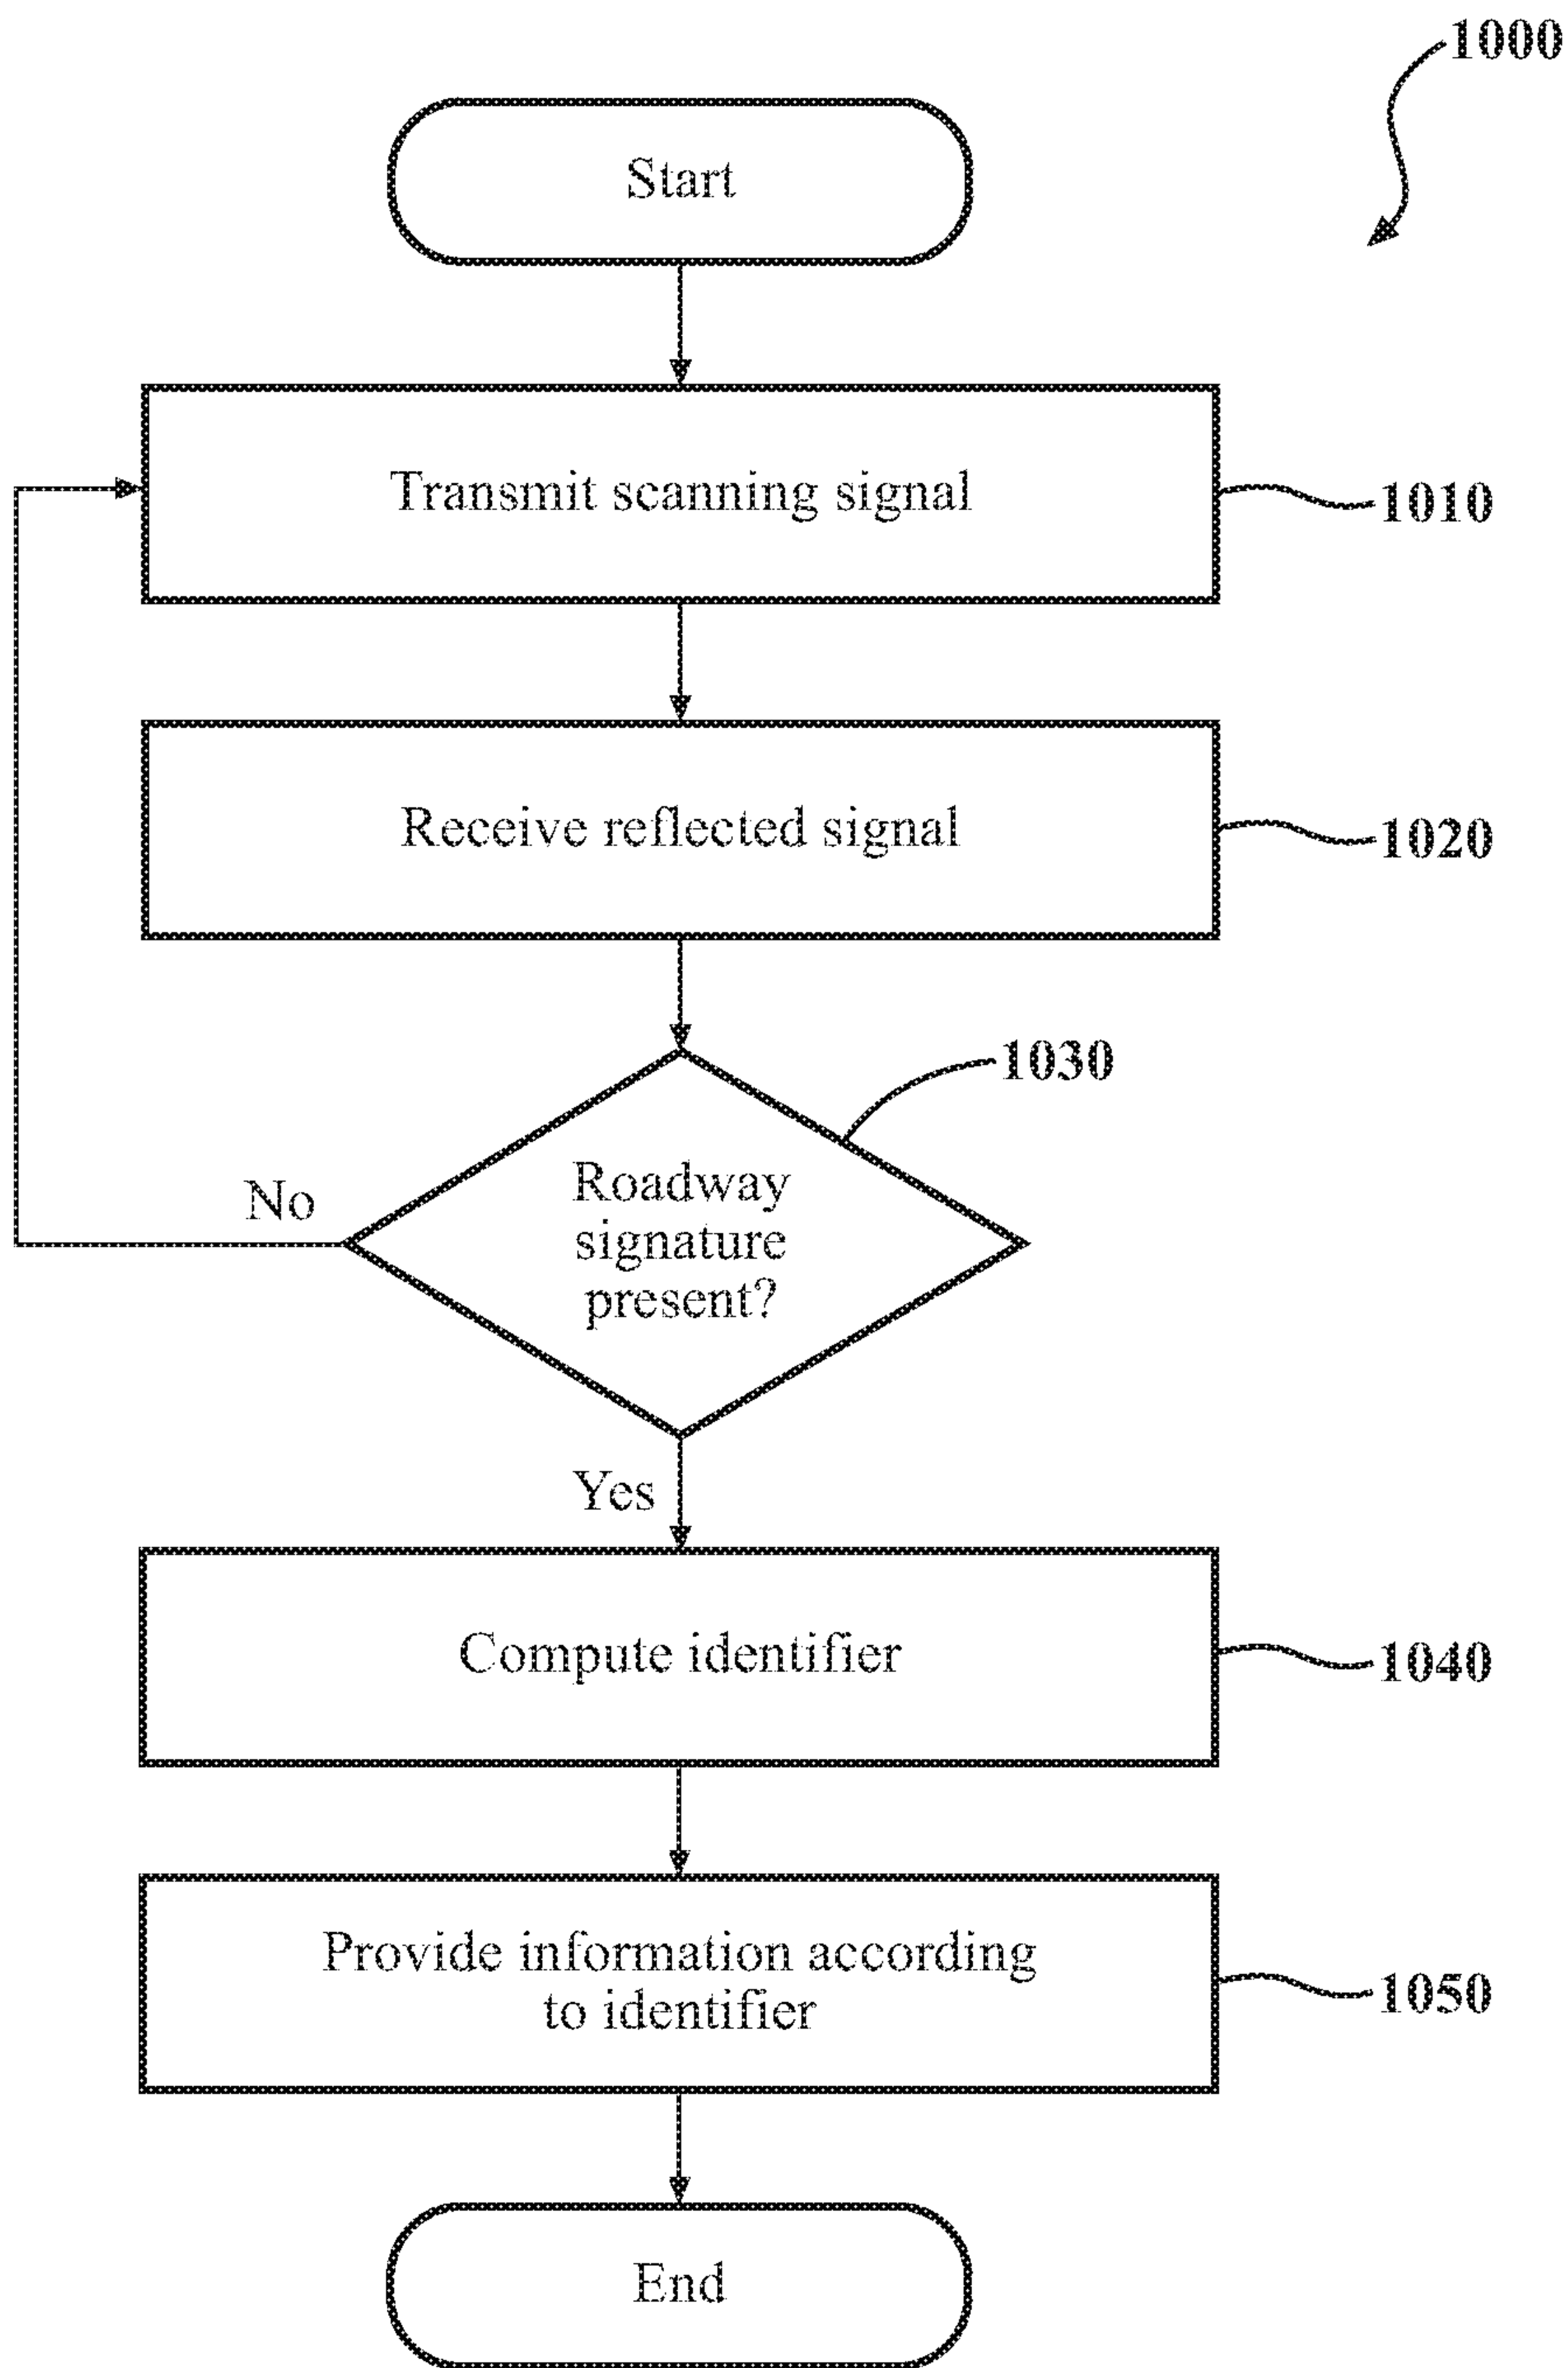 1000
Start
Transmit scanning signal
1010
Receive reflected signal
1020
1030
Roadway
signature
present?
No
Yes
Compute identifier
1040
Provide information according
to identifier
1050
End